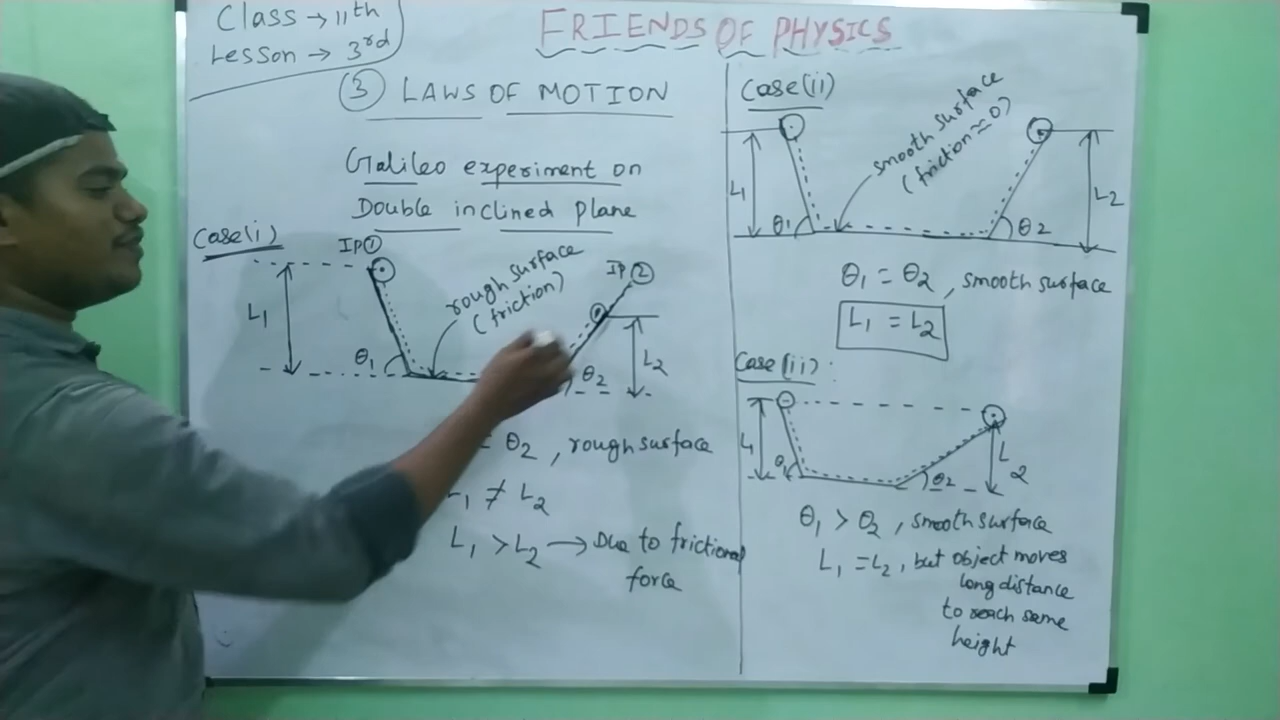 Class → 11th
Lesson → 3rd
FRIENDS OF PHYSICS
③ LAWS OF MOTION
Galileo experiment on
Double inclined plane
Case(i)
IP①
IP②
rough surface
(friction)
L1
θ1
θ2
L2
= θ2, rough surface
L1 ≠ L2
L1 > L2 → Due to frictional
force
Case(ii)
smooth surface
(friction ≃ 0)
L1
θ1
θ2
L2
θ1 = θ2, smooth surface
L1 = L2
Case(iii):
θ2
L2
θ1 > θ2, smooth surface
L1 = L2, but object moves
long distance
to reach same
height